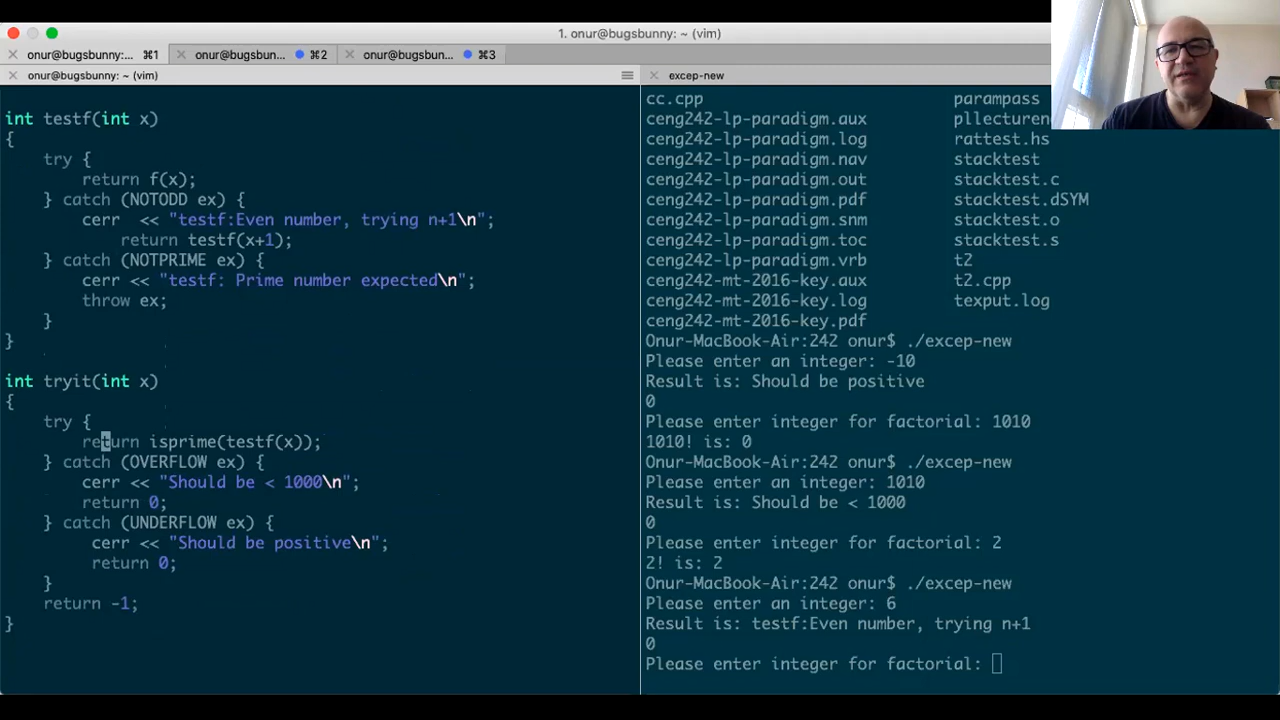 1. onur@bugsbunny: ~ (vim)
onur@bugsbunny:... ⌘1
onur@bugsbunn... ⌘2
onur@bugsbunn... ⌘3
onur@bugsbunny: ~ (vim)
excep-new
int testf(int x)
{
    try {
        return f(x);
    } catch (NOTODD ex) {
        cerr  << "testf:Even number, trying n+1\n";
            return testf(x+1);
    } catch (NOTPRIME ex) {
        cerr << "testf: Prime number expected\n";
        throw ex;
    }
}
int tryit(int x)
{
    try {
        return isprime(testf(x));
    } catch (OVERFLOW ex) {
        cerr << "Should be < 1000\n";
        return 0;
    } catch (UNDERFLOW ex) {
         cerr << "Should be positive\n";
         return 0;
    }
    return -1;
}
cc.cpp parampass
ceng242-lp-paradigm.aux pllecturen
ceng242-lp-paradigm.log rattest.hs
ceng242-lp-paradigm.nav stacktest
ceng242-lp-paradigm.out stacktest.c
ceng242-lp-paradigm.pdf stacktest.dSYM
ceng242-lp-paradigm.snm stacktest.o
ceng242-lp-paradigm.toc stacktest.s
ceng242-lp-paradigm.vrb t2
ceng242-mt-2016-key.aux t2.cpp
ceng242-mt-2016-key.log texput.log
ceng242-mt-2016-key.pdf
Onur-MacBook-Air:242 onur$ ./excep-new
Please enter an integer: -10
Result is: Should be positive
0
Please enter integer for factorial: 1010
1010! is: 0
Onur-MacBook-Air:242 onur$ ./excep-new
Please enter an integer: 1010
Result is: Should be < 1000
0
Please enter integer for factorial: 2
2! is: 2
Onur-MacBook-Air:242 onur$ ./excep-new
Please enter an integer: 6
Result is: testf:Even number, trying n+1
0
Please enter integer for factorial: